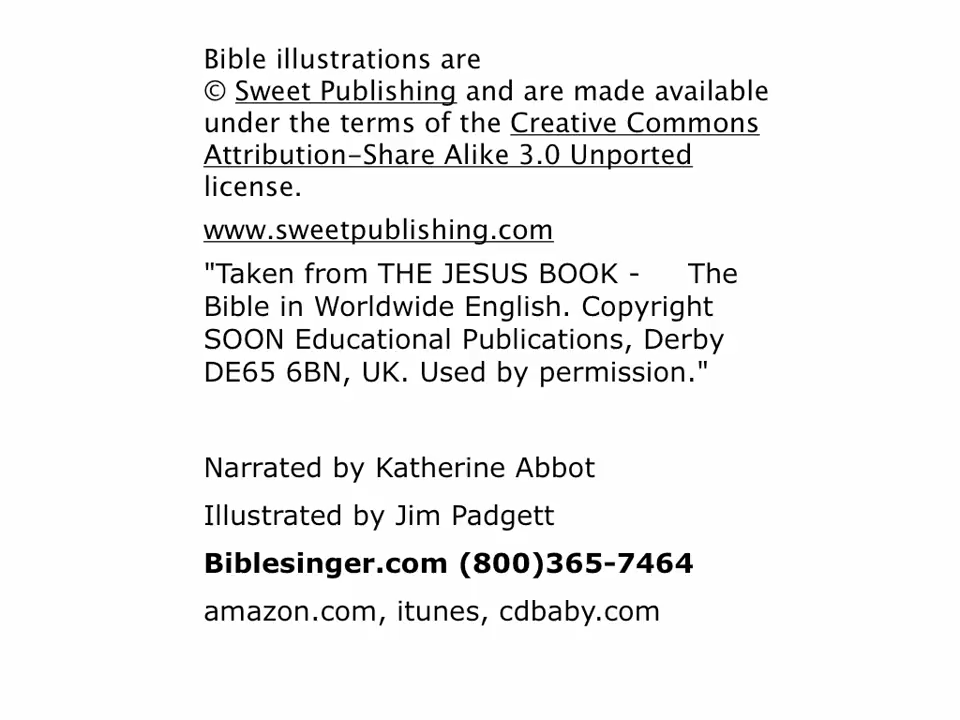 Bible illustrations are
© Sweet Publishing and are made available
under the terms of the Creative Commons
Attribution-Share Alike 3.0 Unported
license.
www.sweetpublishing.com
"Taken from THE JESUS BOOK - The
Bible in Worldwide English. Copyright
SOON Educational Publications, Derby
DE65 6BN, UK. Used by permission."
Narrated by Katherine Abbot
Illustrated by Jim Padgett
Biblesinger.com (800)365-7464
amazon.com, itunes, cdbaby.com